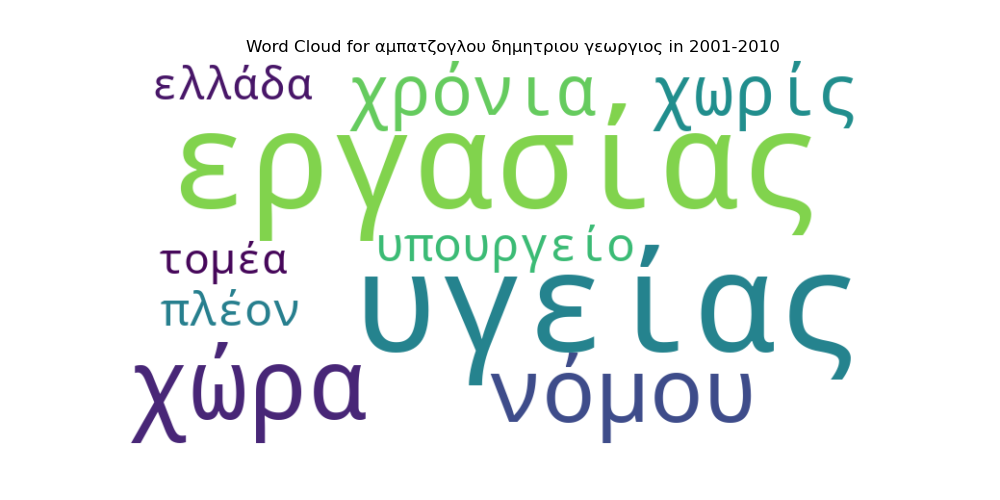 Word Cloud for αμπατζογλου δημητριου γεωργιος in 2001-2010
ελλάδα χρόνια χωρίς
εργασίας
τομέα υπουργείο
πλέον υγείας
χώρα νόμου